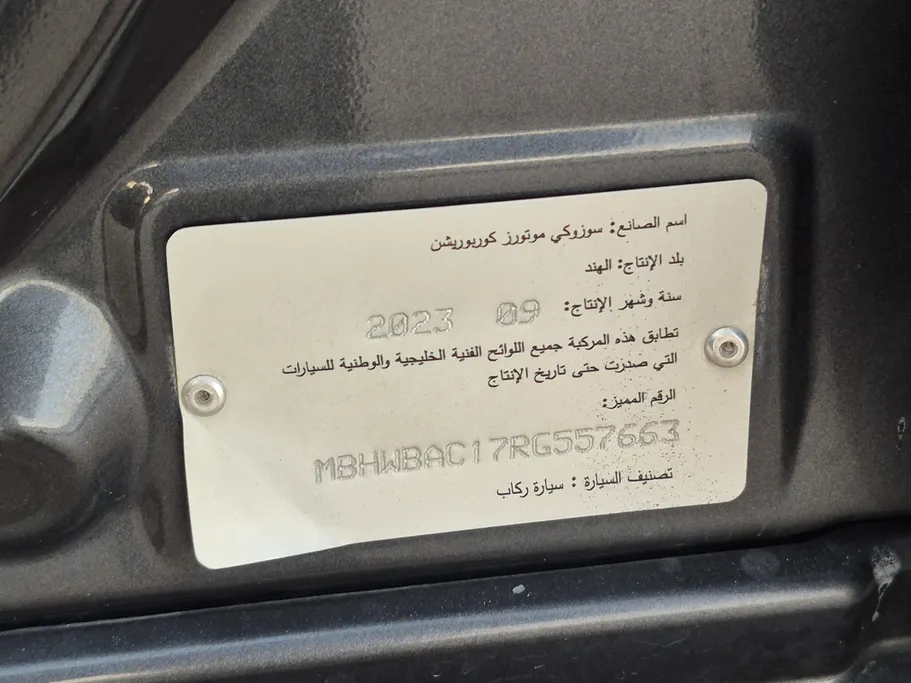 اسم الصانع: سوزوكي موتورز كوربوريشن
بلد الإنتاج: الهند
سنة وشهر الإنتاج: 09 2023
تطابق هذه المركبة جميع اللوائح الفنية الخليجية والوطنية للسيارات
التي صدرت حتى تاريخ الإنتاج
الرقم المميز:
MBHWBAC17RG557663
تصنيف السيارة : سيارة ركاب